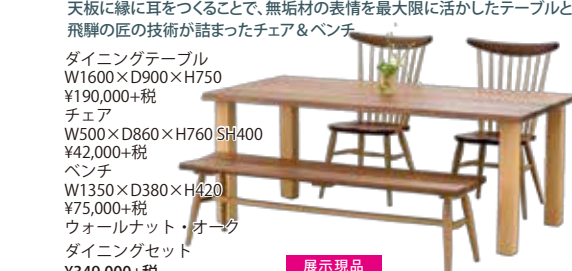 天板に縁に耳をつくることで、無垢材の表情を最大限に活かしたテーブルと
飛騨の匠の技術が詰まったチェア＆ベンチ
ダイニングテーブル
W1600×D900×H750
¥190,000+税
チェア
W500×D860×H760 SH400
¥42,000+税
ベンチ
W1350×D380×H420
¥75,000+税
ウォールナット・オーク
ダイニングセット
¥349,000+税
展示現品